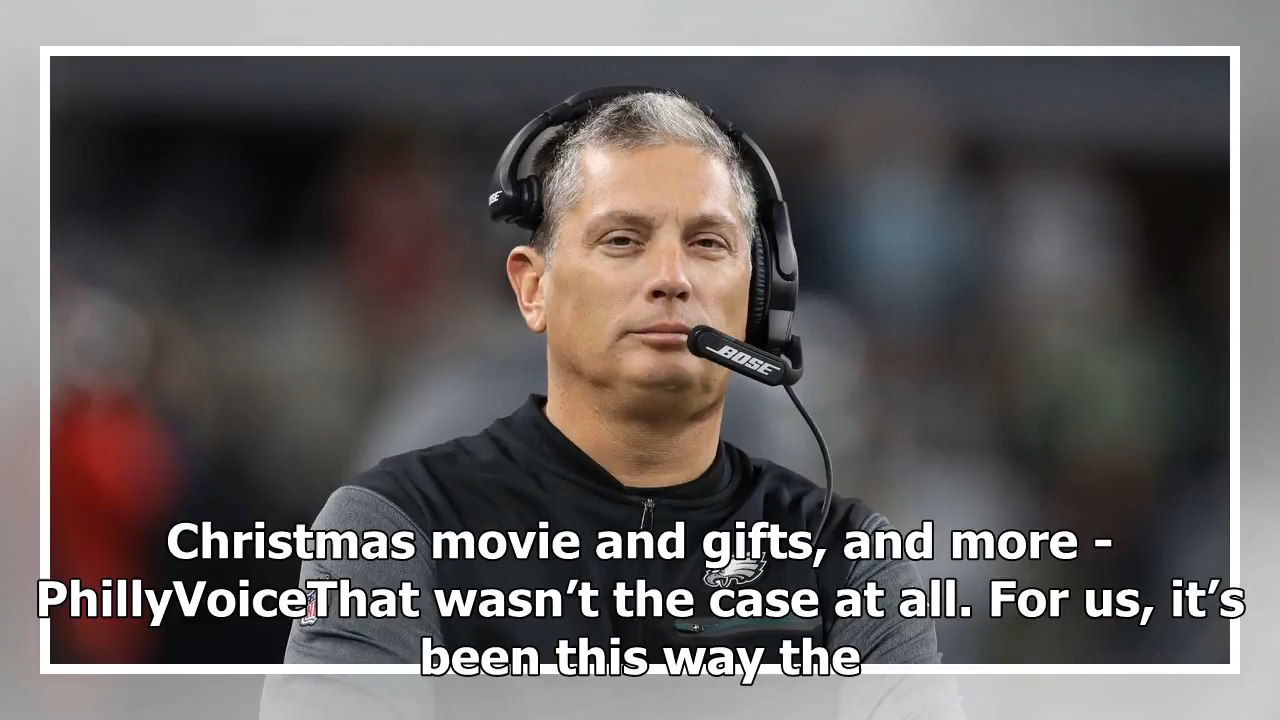 BOSE
Christmas movie and gifts, and more -
PhillyVoiceThat wasn’t the case at all. For us, it’s
been this way the